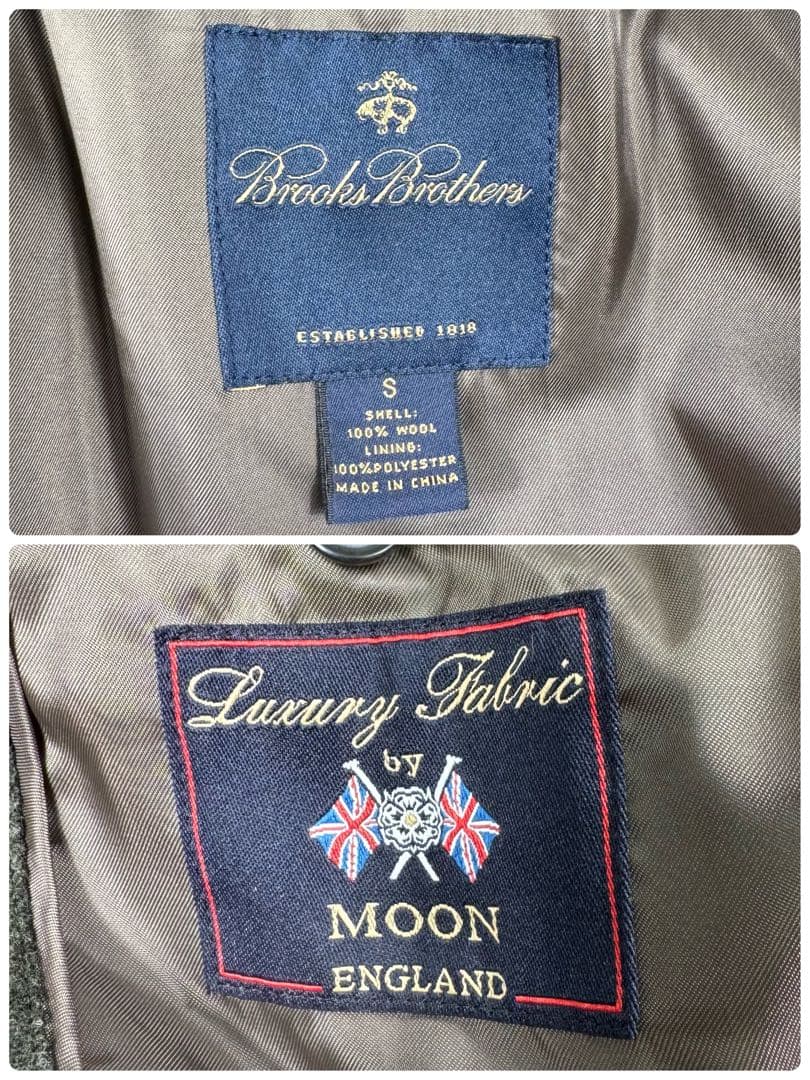 Brooks Brothers
ESTABLISHED 1818
S
SHELL:
100% WOOL
LINING:
100%POLYESTER
MADE IN CHINA
Luxury Fabric
by
MOON
ENGLAND